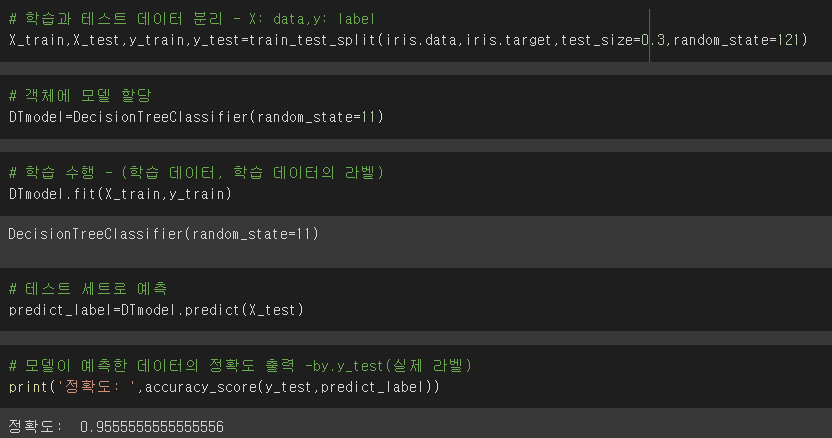 # 학습과 테스트 데이터 분리 - X: data,y: label
X_train,X_test,y_train,y_test=train_test_split(iris.data,iris.target,test_size=0.3,random_state=121)
# 객체에 모델 할당
DTmodel=DecisionTreeClassifier(random_state=11)
# 학습 수행 - (학습 데이터, 학습 데이터의 라벨)
DTmodel.fit(X_train,y_train)
DecisionTreeClassifier(random_state=11)
# 테스트 세트로 예측
predict_label=DTmodel.predict(X_test)
# 모델이 예측한 데이터의 정확도 출력 -by.y_test(실제 라벨)
print('정확도: ',accuracy_score(y_test,predict_label))
정확도:  0.9555555555555556